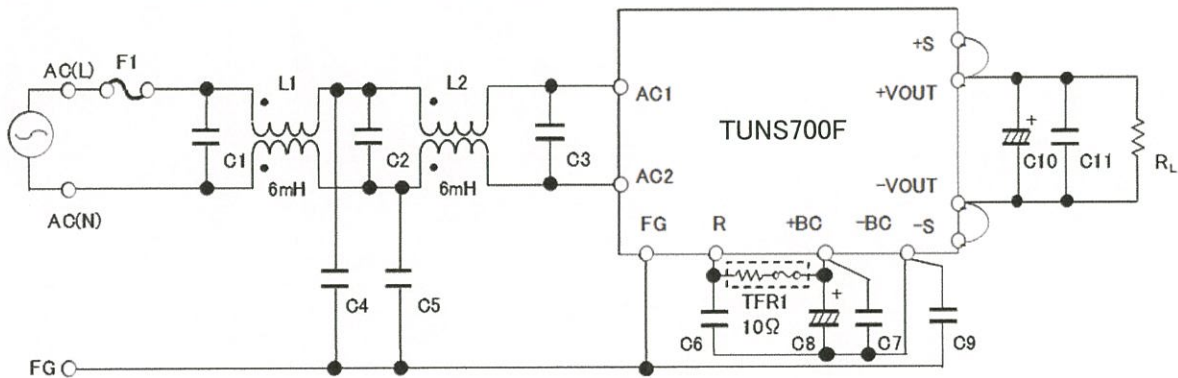 AC(L)
F1
L1
L2
C1
6mH
C2
6mH
C3
AC(N)
C4
C5
FG
AC1
AC2
TUNS700F
+S
+VOUT
-VOUT
-S
FG
R
+BC
-BC
TFR1
10Ω
C6
+
C8
C7
C9
+
C10
C11
RL